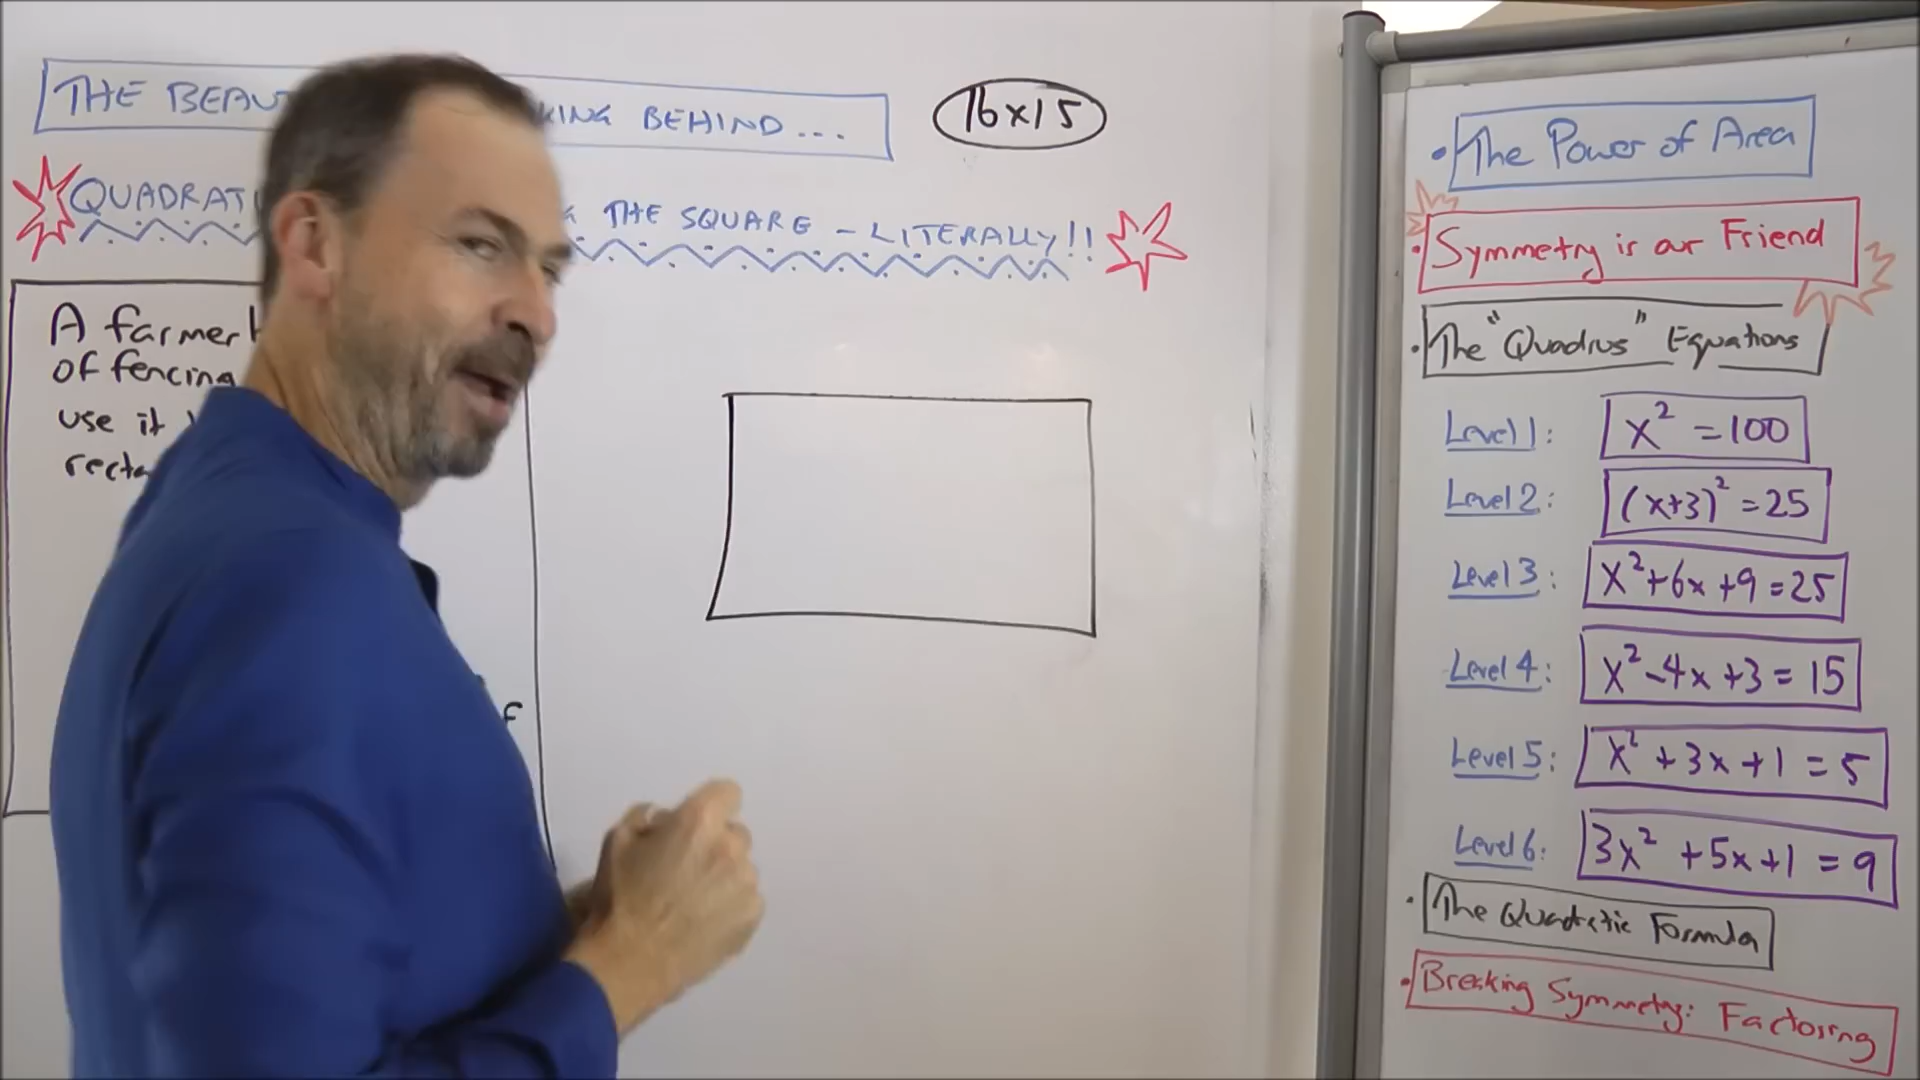 THE BEAU KING BEHIND...
16x15
QUADRATI THE SQUARE - LITERALLY!!
A farmer
of fencing
use it
recta
F
• The Power of Area
• Symmetry is our Friend
• The "Quadrus" Equations
Level 1: x² = 100
Level 2: (x+3)² = 25
Level 3: x²+6x+9 = 25
Level 4: x²-4x+3 = 15
Level 5: x²+3x+1 = 5
Level 6: 3x²+5x+1 = 9
• The Quadratic Formula
• Breaking Symmetry: Factoring